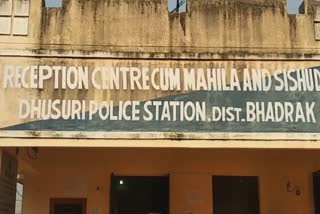 RECEPTION CENTRE CUM MAHILA AND SISHU D
DHUSURI POLICE STATION. DIST. BHADRAK